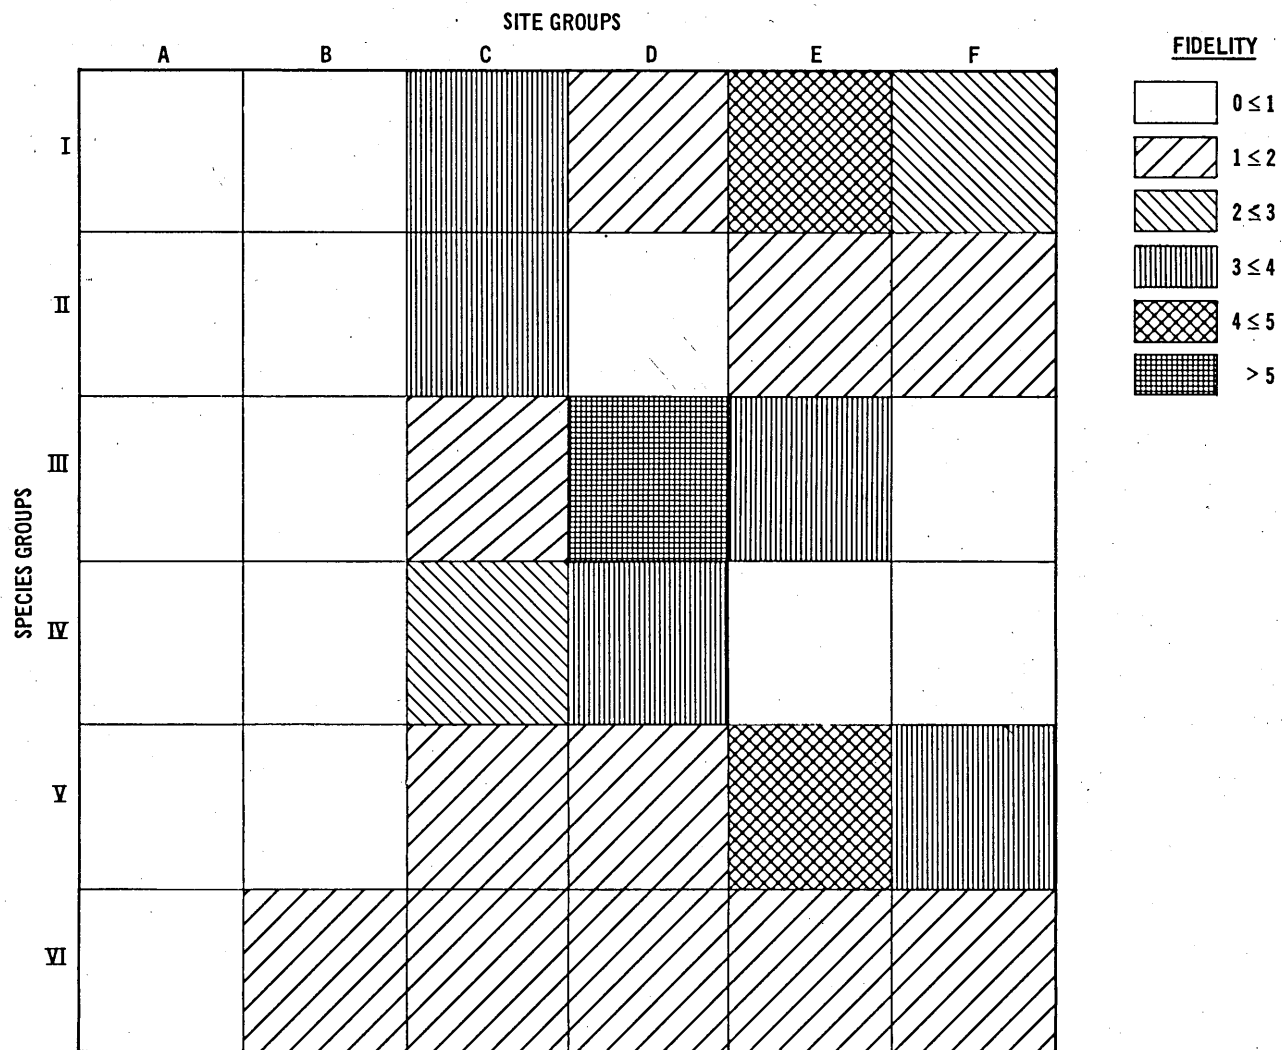 SITE GROUPS
A B C D E F
FIDELITY
0 ≤ 1
1 ≤ 2
2 ≤ 3
3 ≤ 4
4 ≤ 5
> 5
SPECIES GROUPS
I
II
III
IV
V
VI